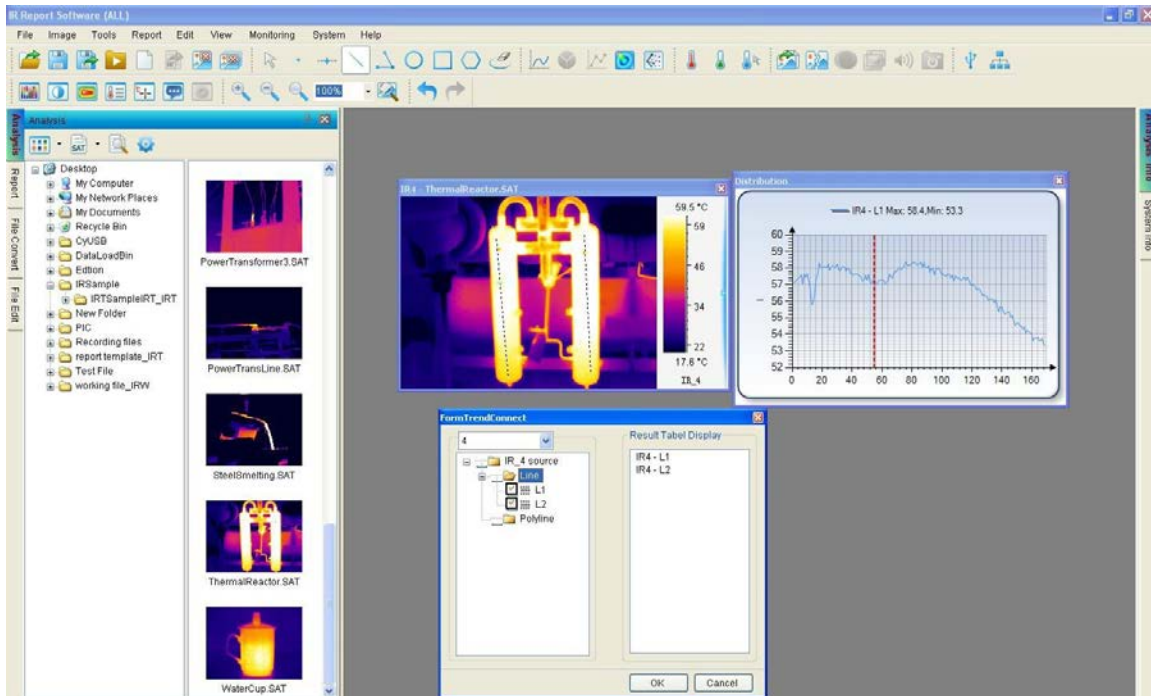 IR Report Software (ALL)
File Image Tools Report Edit View Monitoring System Help
100%
Analysis
Report
File Convert
File Edit
Analysis
SAT
Desktop
My Computer
My Network Places
My Documents
Recycle Bin
CyUSB
DataLoadBin
Edtion
IRSample
IRTSampleIRT_IRT
New Folder
PIC
Recording files
report template_IRT
Test File
working file_IRW
PowerTransformer3.SAT
PowerTransLine.SAT
SteelSmelting.SAT
ThermalReactor.SAT
WaterCup.SAT
IR4 - ThermalReactor.SAT
59.5 °C
59
46
34
22
17.6 °C
IR_4
Distribution
IR4 - L1 Max: 58.4,Min: 53.3
60
59
58
57
56
55
54
53
52
0 20 40 60 80 100 120 140 160
FormTrendConnect
4
IR_4 source
Line
L1
L2
Polyline
Result Tabel Display
IR4 - L1
IR4 - L2
OK Cancel
Analysis Info
System Info